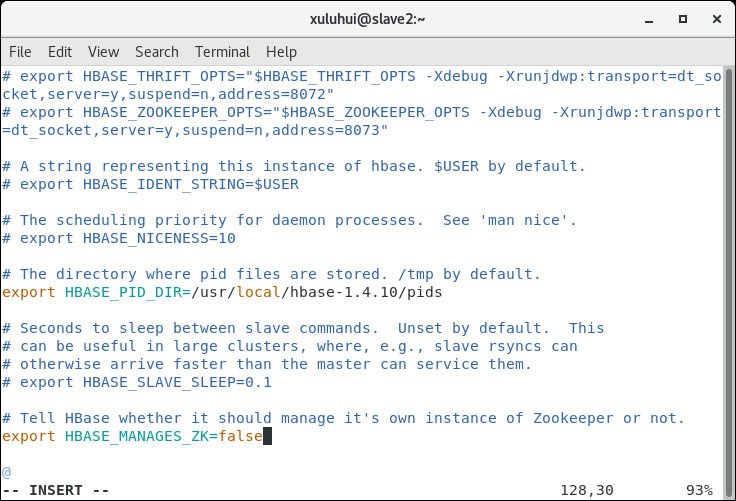 xuluhui@slave2:~
File Edit View Search Terminal Help
# export HBASE_THRIFT_OPTS="$HBASE_THRIFT_OPTS -Xdebug -Xrunjdwp:transport=dt_so
cket,server=y,suspend=n,address=8072"
# export HBASE_ZOOKEEPER_OPTS="$HBASE_ZOOKEEPER_OPTS -Xdebug -Xrunjdwp:transport
=dt_socket,server=y,suspend=n,address=8073"
# A string representing this instance of hbase. $USER by default.
# export HBASE_IDENT_STRING=$USER
# The scheduling priority for daemon processes.  See 'man nice'.
# export HBASE_NICENESS=10
# The directory where pid files are stored. /tmp by default.
export HBASE_PID_DIR=/usr/local/hbase-1.4.10/pids
# Seconds to sleep between slave commands.  Unset by default.  This
# can be useful in large clusters, where, e.g., slave rsyncs can
# otherwise arrive faster than the master can service them.
# export HBASE_SLAVE_SLEEP=0.1
# Tell HBase whether it should manage it's own instance of Zookeeper or not.
export HBASE_MANAGES_ZK=false
@
-- INSERT -- 128,30 93%